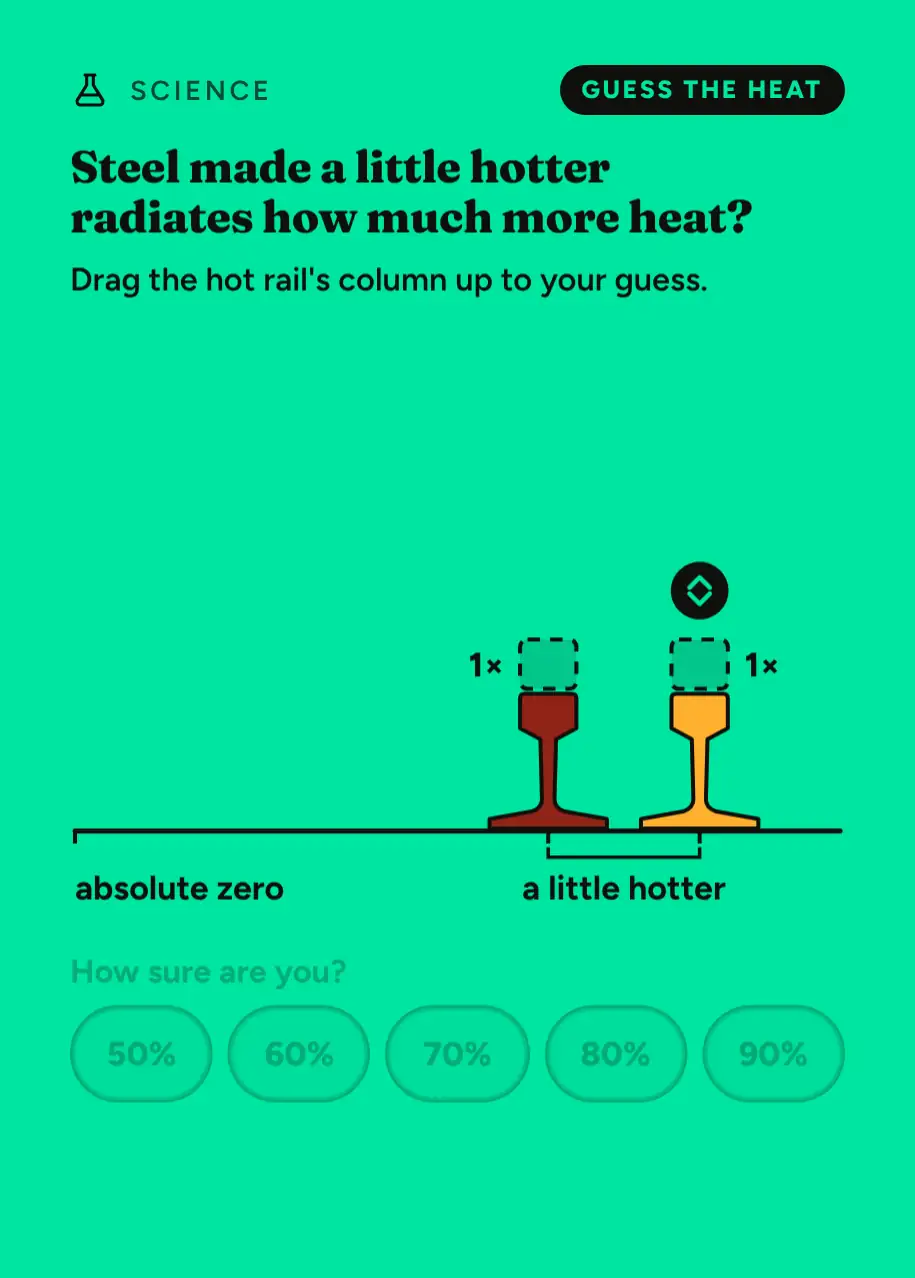 SCIENCE
GUESS THE HEAT
Steel made a little hotter
radiates how much more heat?
Drag the hot rail's column up to your guess.
1×
1×
absolute zero
a little hotter
How sure are you?
50%
60%
70%
80%
90%